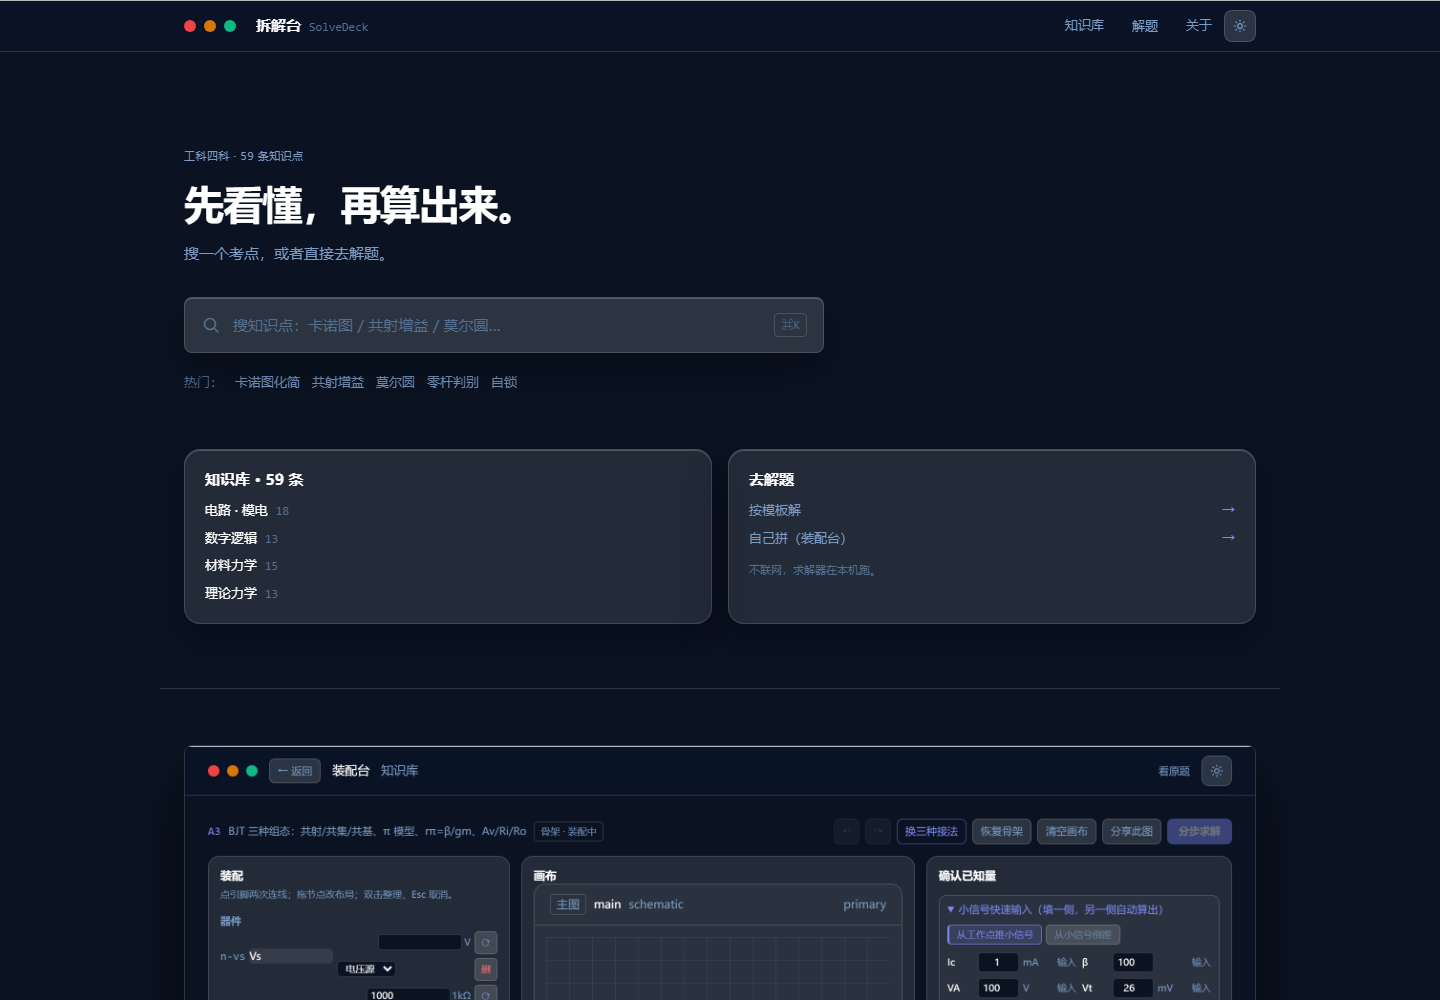 拆解台 SolveDeck 知识库 解题 关于
工科四科 · 59 条知识点
先看懂，再算出来。
搜一个考点，或者直接去解题。
搜知识点：卡诺图 / 共射增益 / 莫尔圆... ⌘K
热门： 卡诺图化简 共射增益 莫尔圆 零杆判别 自锁
知识库 • 59 条
电路 · 模电 18
数字逻辑 13
材料力学 15
理论力学 13
去解题
按模板解 →
自己拼（装配台） →
不联网，求解器在本机跑。
← 返回 装配台 知识库 看原题
A3 BJT 三种组态：共射/共集/共基、π 模型、rπ=β/gm、Av/Ri/Ro 骨架 · 装配中 换三种接法 恢复骨架 清空画布 分享此图 分步求解
装配
点引脚两次连线；拖节点改布局；双击整理，Esc 取消。
器件
V
n-vs Vs
电压源 删
1000 1kΩ
画布
主图 main schematic primary
确认已知量
▼ 小信号快速输入（填一侧，另一侧自动算出）
从工作点推小信号 从小信号侧推
Ic 1 mA 输入 β 100 输入
VA 100 V 输入 Vt 26 mV 输入